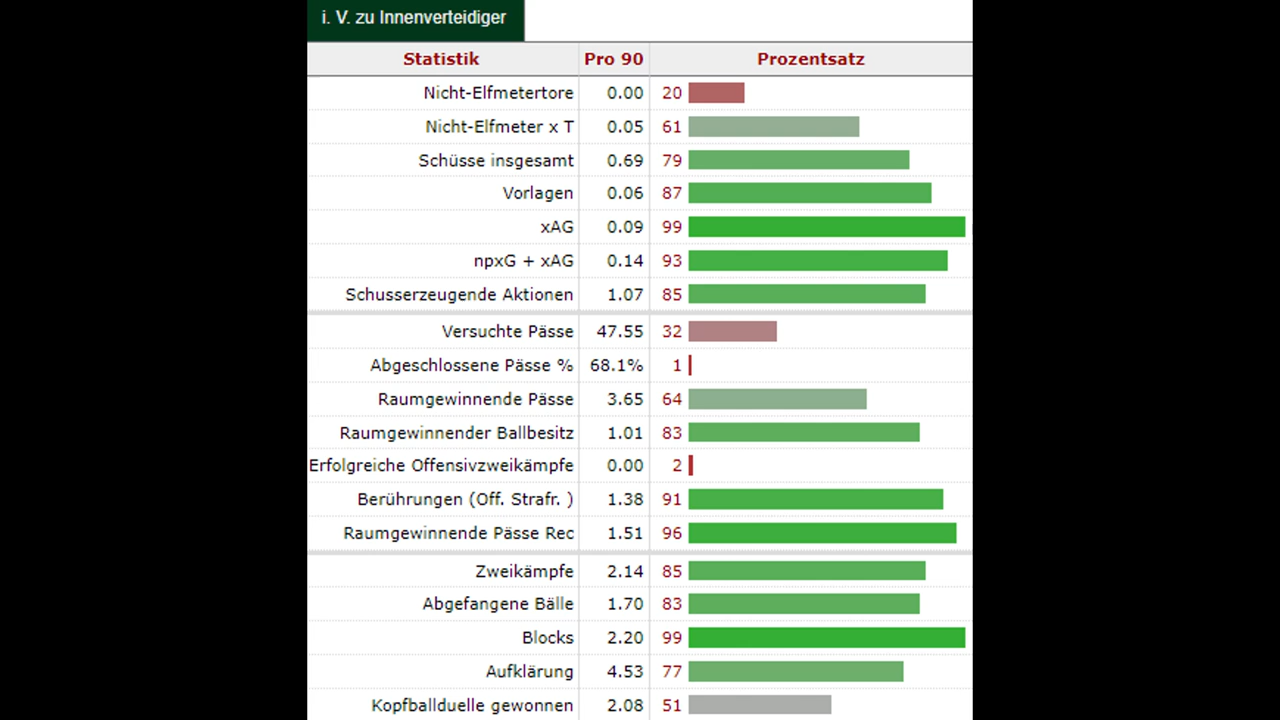 i. V. zu Innenverteidiger
Statistik Pro 90 Prozentsatz
Nicht-Elfmetertore 0.00 20
Nicht-Elfmeter x T 0.05 61
Schüsse insgesamt 0.69 79
Vorlagen 0.06 87
xAG 0.09 99
npxG + xAG 0.14 93
Schusserzeugende Aktionen 1.07 85
Versuchte Pässe 47.55 32
Abgeschlossene Pässe % 68.1% 1
Raumgewinnende Pässe 3.65 64
Raumgewinnender Ballbesitz 1.01 83
Erfolgreiche Offensivzweikämpfe 0.00 2
Berührungen (Off. Strafr. ) 1.38 91
Raumgewinnende Pässe Rec 1.51 96
Zweikämpfe 2.14 85
Abgefangene Bälle 1.70 83
Blocks 2.20 99
Aufklärung 4.53 77
Kopfballduelle gewonnen 2.08 51